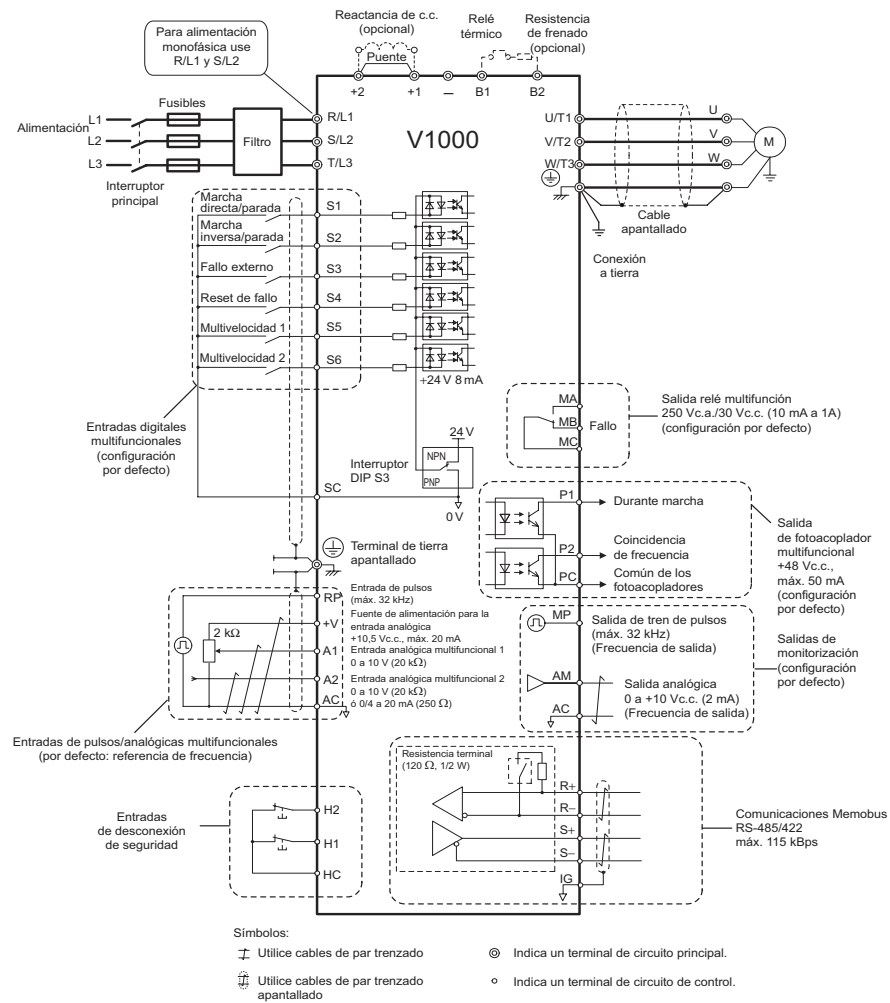 Reactancia de c.c.
(opcional)
Relé
térmico
Resistencia
de frenado
(opcional)
Para alimentación
monofásica use
R/L1 y S/L2
Puente
+2
+1
–
B1
B2
Fusibles
Alimentación
L1
L2
L3
Filtro
R/L1
S/L2
T/L3
V1000
U/T1
V/T2
W/T3
U
V
W
M
Interruptor
principal
Cable
apantallado
Conexión
a tierra
Marcha
directa/parada
S1
Marcha
inversa/parada
S2
Fallo externo
S3
Reset de fallo
S4
Multivelocidad 1
S5
Multivelocidad 2
S6
+24 V 8 mA
Entradas digitales
multifuncionales
(configuración
por defecto)
24 V
NPN
PNP
Interruptor
DIP S3
SC
0 V
MA
MB
MC
Fallo
Salida relé multifunción
250 Vc.a./30 Vc.c. (10 mA a 1A)
(configuración por defecto)
P1
Durante marcha
P2
Coincidencia
de frecuencia
PC
Común de los
fotoacopladores
Salida
de fotoacoplador
multifuncional
+48 Vc.c.,
máx. 50 mA
(configuración
por defecto)
Terminal de tierra
apantallado
RP
Entrada de pulsos
(máx. 32 kHz)
+V
Fuente de alimentación para la
entrada analógica
+10,5 Vc.c., máx. 20 mA
2 kΩ
A1
Entrada analógica multifuncional 1
0 a 10 V (20 kΩ)
A2
Entrada analógica multifuncional 2
0 a 10 V (20 kΩ)
ó 0/4 a 20 mA (250 Ω)
AC
Entradas de pulsos/analógicas multifuncionales
(por defecto: referencia de frecuencia)
MP
Salida de tren de pulsos
(máx. 32 kHz)
(Frecuencia de salida)
AM
Salida analógica
0 a +10 Vc.c. (2 mA)
(Frecuencia de salida)
AC
Salidas de
monitorización
(configuración
por defecto)
Entradas
de desconexión
de seguridad
H2
H1
HC
Resistencia terminal
(120 Ω, 1/2 W)
R+
R–
S+
S–
IG
Comunicaciones Memobus
RS-485/422
máx. 115 kBps
Símbolos:
Utilice cables de par trenzado
Indica un terminal de circuito principal.
Utilice cables de par trenzado
apantallado
Indica un terminal de circuito de control.